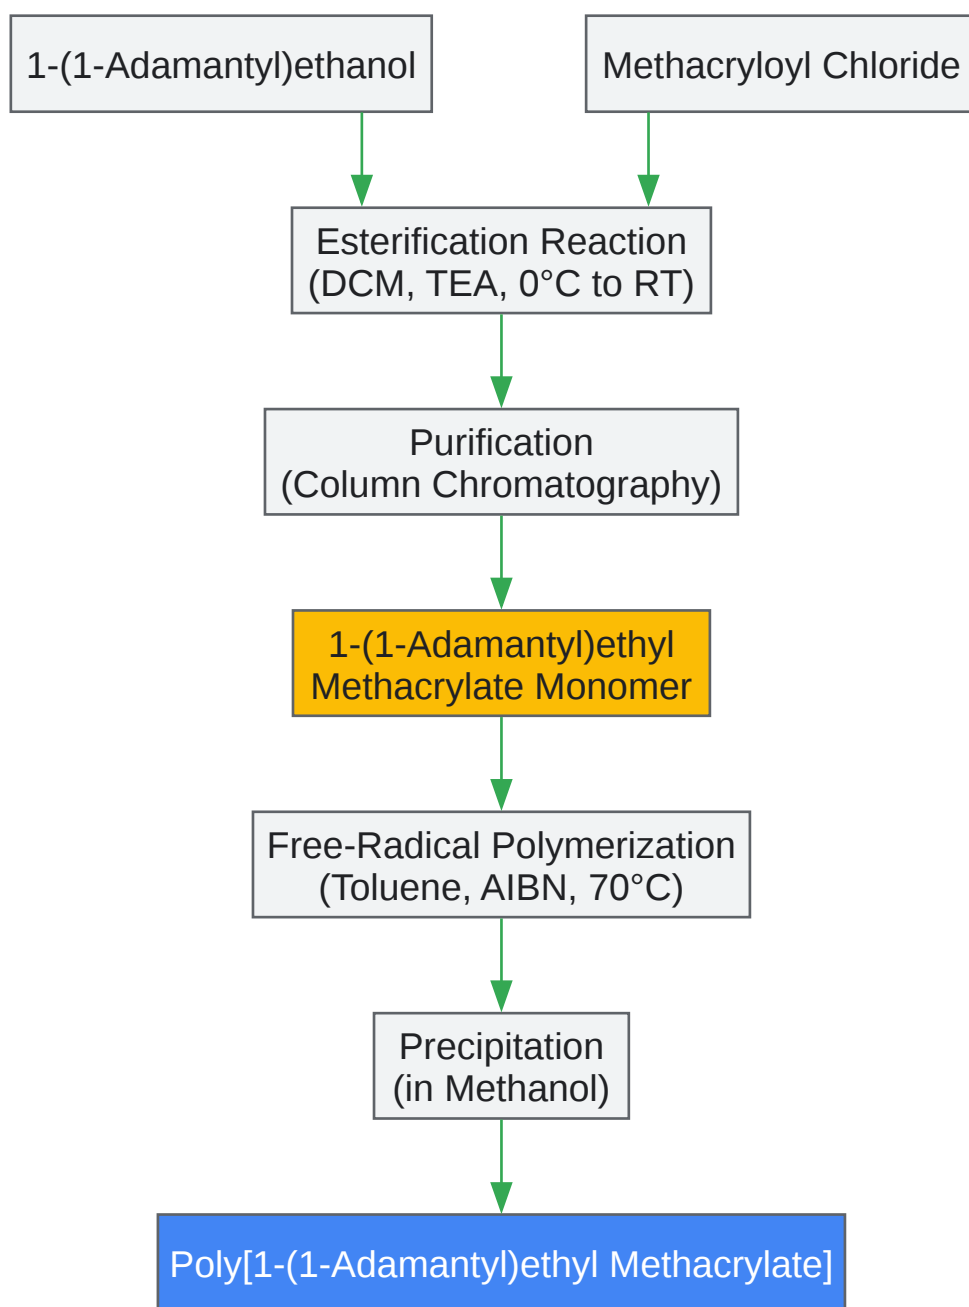 1-(1-Adamantyl)ethanol
Methacryloyl Chloride
Esterification Reaction
(DCM, TEA, 0°C to RT)
Purification
(Column Chromatography)
1-(1-Adamantyl)ethyl
Methacrylate Monomer
Free-Radical Polymerization
(Toluene, AIBN, 70°C)
Precipitation
(in Methanol)
Poly[1-(1-Adamantyl)ethyl Methacrylate]